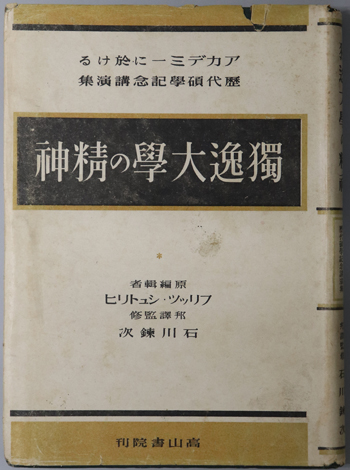 アカデミーに於ける
歷代碩學記念講演集
獨逸大學の精神
原編輯者
フリッツ・シュトリヒ
邦譯監修
石川鍊次
高山書院刊